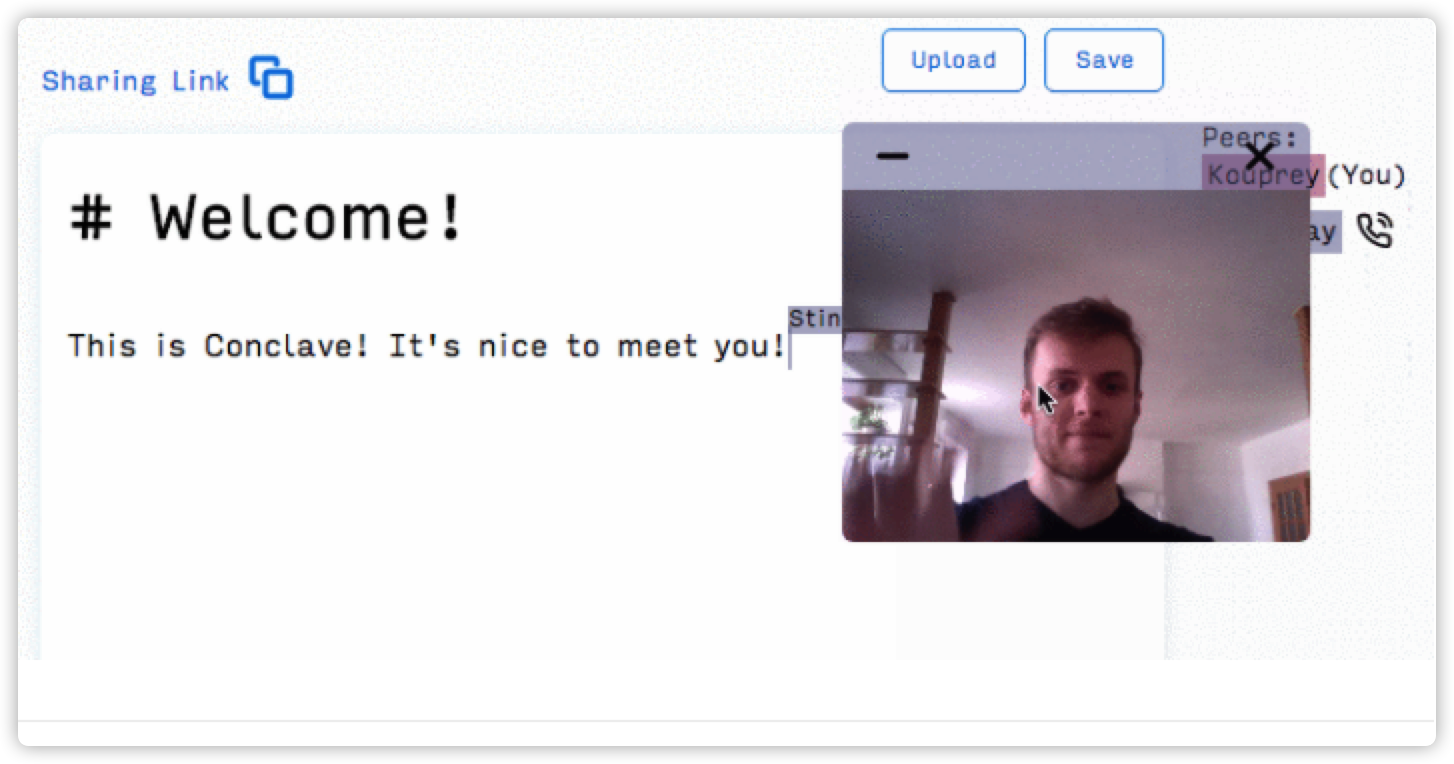 Sharing Link
Upload
Save
Peers:
Kouprey (You)
ay
# Welcome!
Stin
This is Conclave! It's nice to meet you!